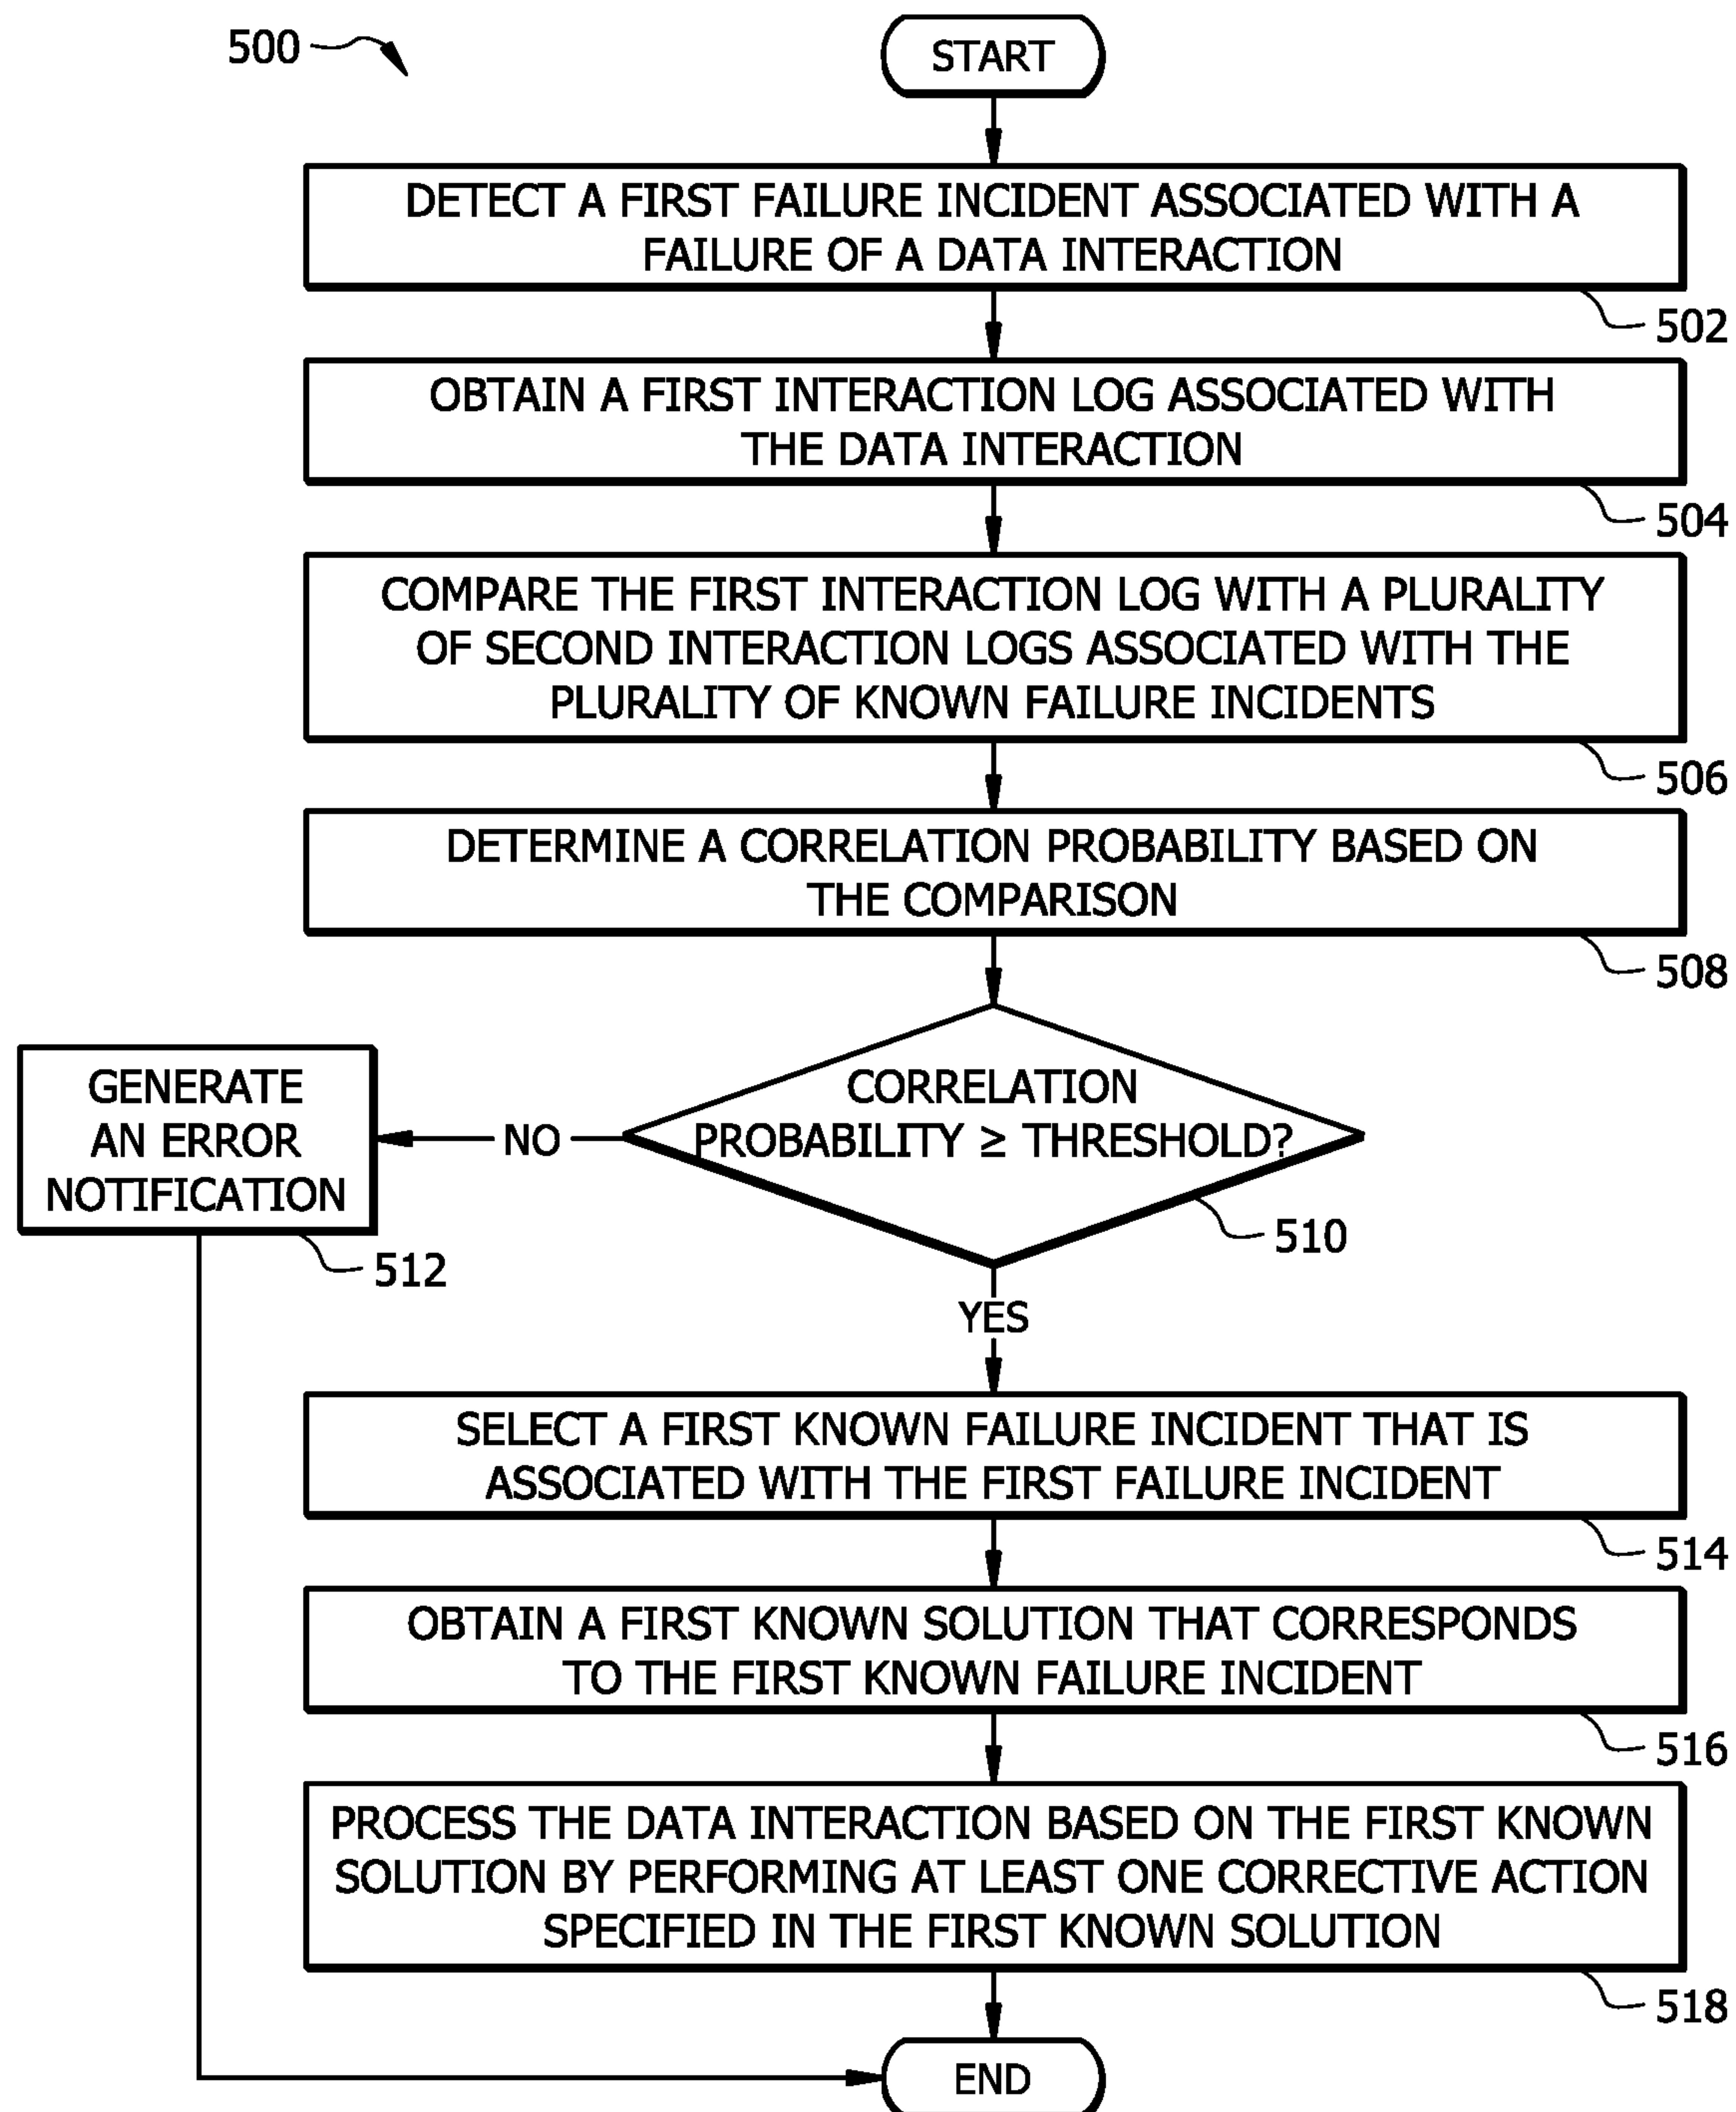 500
START
DETECT A FIRST FAILURE INCIDENT ASSOCIATED WITH A
FAILURE OF A DATA INTERACTION
502
OBTAIN A FIRST INTERACTION LOG ASSOCIATED WITH
THE DATA INTERACTION
504
COMPARE THE FIRST INTERACTION LOG WITH A PLURALITY
OF SECOND INTERACTION LOGS ASSOCIATED WITH THE
PLURALITY OF KNOWN FAILURE INCIDENTS
506
DETERMINE A CORRELATION PROBABILITY BASED ON
THE COMPARISON
508
CORRELATION
PROBABILITY ≥ THRESHOLD?
510
NO
GENERATE
AN ERROR
NOTIFICATION
512
YES
SELECT A FIRST KNOWN FAILURE INCIDENT THAT IS
ASSOCIATED WITH THE FIRST FAILURE INCIDENT
514
OBTAIN A FIRST KNOWN SOLUTION THAT CORRESPONDS
TO THE FIRST KNOWN FAILURE INCIDENT
516
PROCESS THE DATA INTERACTION BASED ON THE FIRST KNOWN
SOLUTION BY PERFORMING AT LEAST ONE CORRECTIVE ACTION
SPECIFIED IN THE FIRST KNOWN SOLUTION
518
END